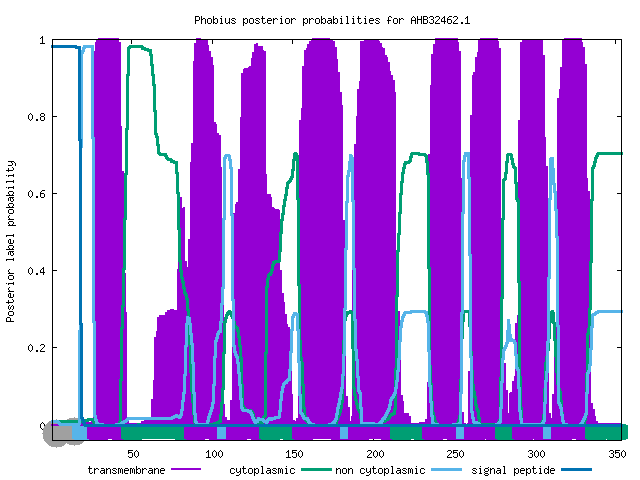 Phobius posterior probabilities for AHB32462.1
Posterior label probability
1
0.8
0.6
0.4
0.2
0
50 100 150 200 250 300 350
transmembrane cytoplasmic non cytoplasmic signal peptide